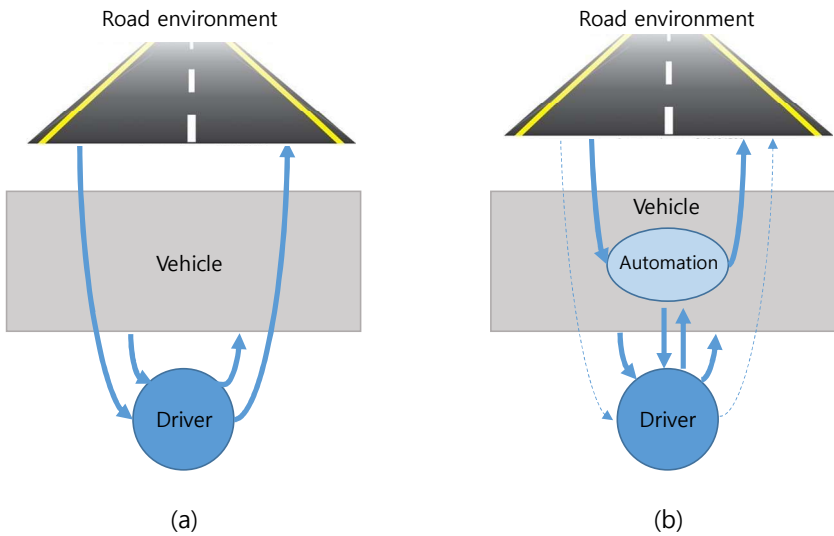 Road environment
Vehicle
Driver
(a)
Road environment
Vehicle
Automation
Driver
(b)